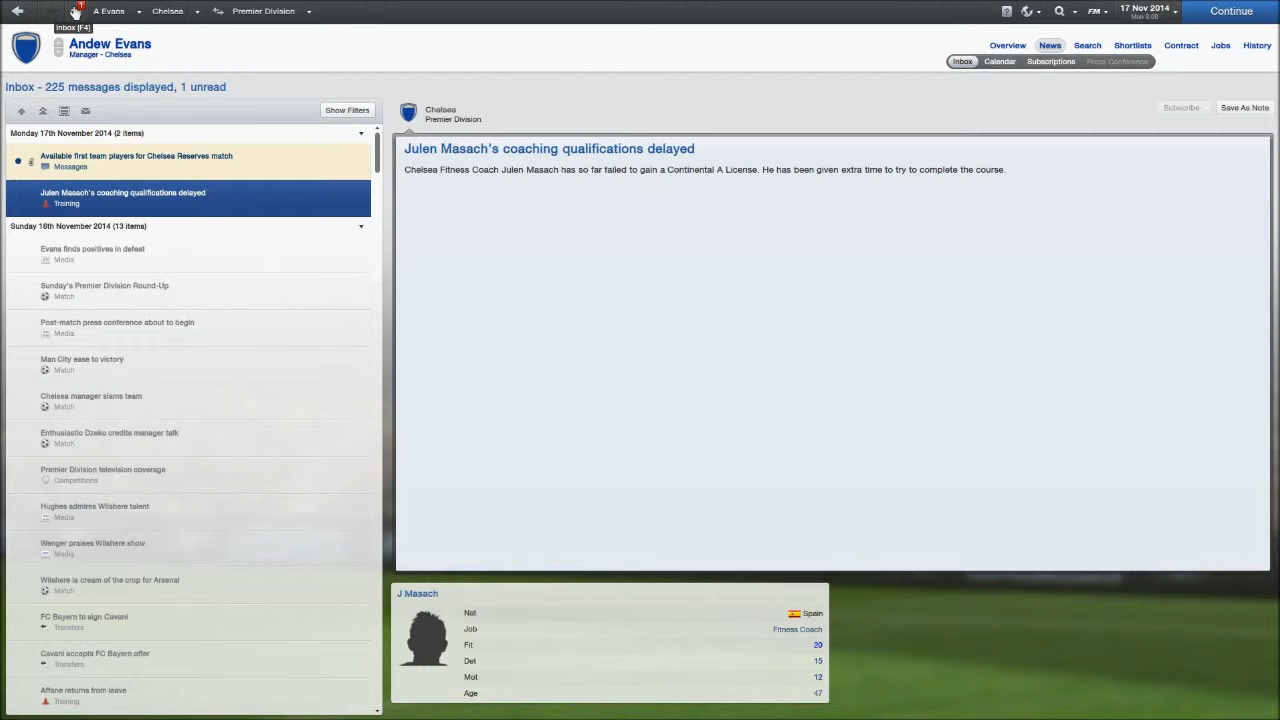 1
A Evans
Chelsea
Premier Division
FM
17 Nov 2014
Mon 9.00
Continue
Inbox [F4]
Andew Evans
Manager - Chelsea
Overview
News
Search
Shortlists
Contract
Jobs
History
Inbox
Calendar
Subscriptions
Press Conference
Inbox - 225 messages displayed, 1 unread
Show Filters
Monday 17th November 2014 (2 items)
Available first team players for Chelsea Reserves match
Messages
Julen Masach's coaching qualifications delayed
Training
Sunday 16th November 2014 (13 items)
Evans finds positives in defeat
Media
Sunday's Premier Division Round-Up
Match
Post-match press conference about to begin
Media
Man City ease to victory
Match
Chelsea manager slams team
Match
Enthusiastic Dzeko credits manager talk
Match
Premier Division television coverage
Competitions
Hughes admires Wilshere talent
Media
Wenger praises Wilshere show
Media
Wilshere is cream of the crop for Arsenal
Match
FC Bayern to sign Cavani
Transfers
Cavani accepts FC Bayern offer
Transfers
Affane returns from leave
Training
Chelsea
Premier Division
Subscribe
Save As Note
Julen Masach's coaching qualifications delayed
Chelsea Fitness Coach Julen Masach has so far failed to gain a Continental A License. He has been given extra time to try to complete the course.
J Masach
Nat Spain
Job Fitness Coach
Fit 20
Det 15
Mot 12
Age 47